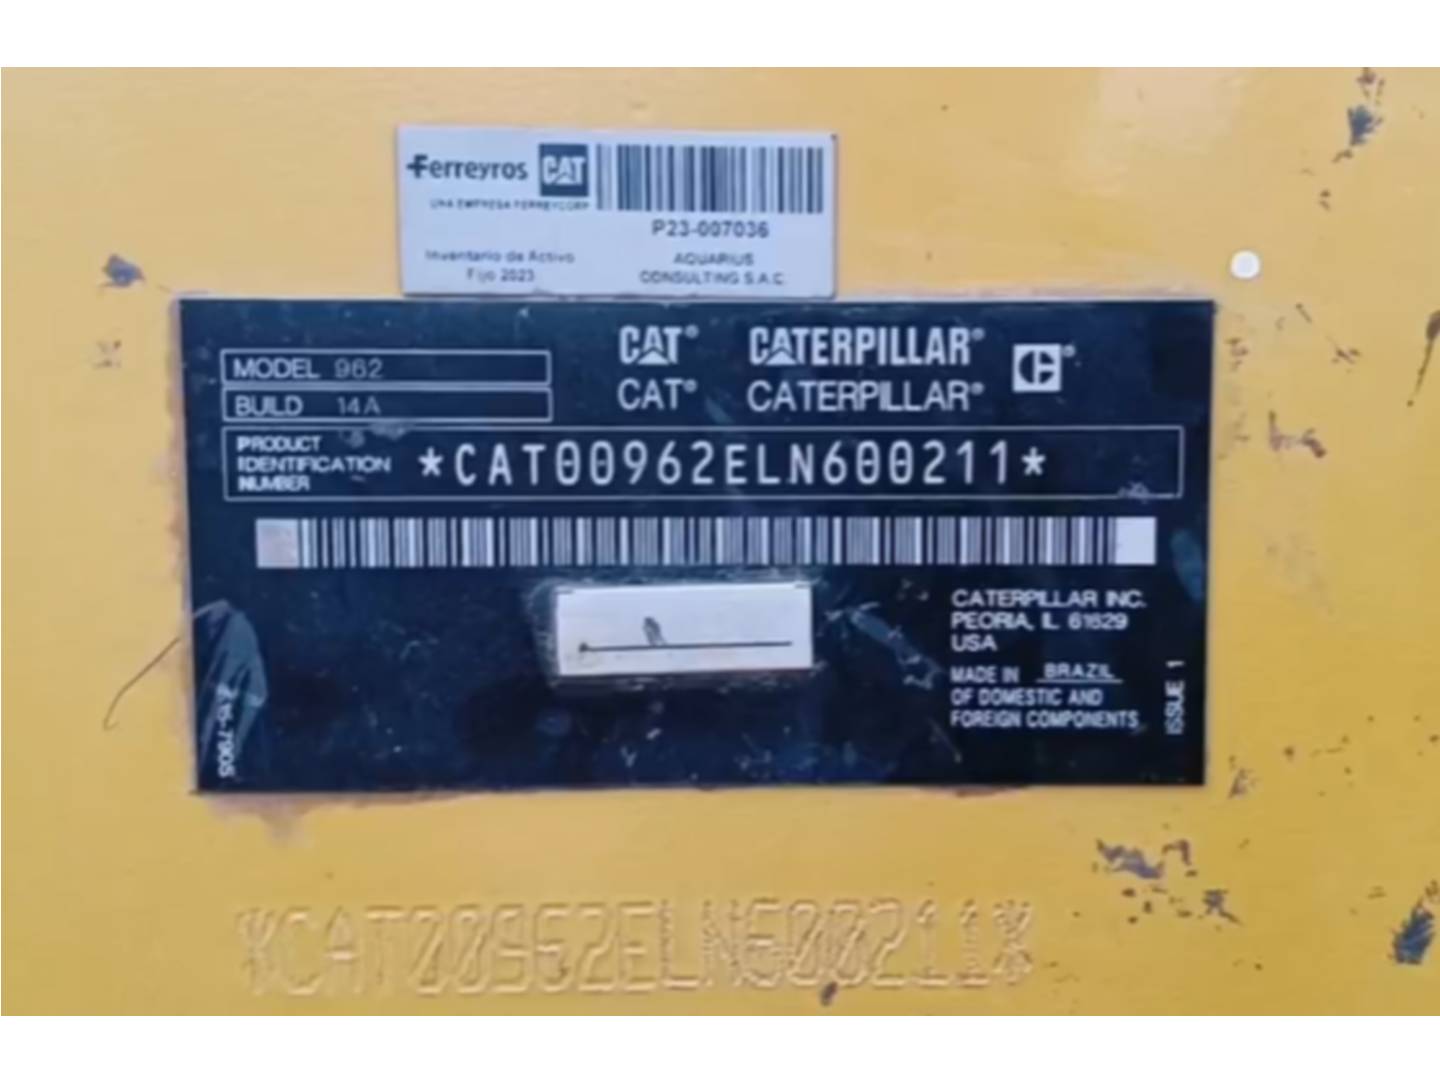 Ferreyros CAT
UNA EMPRESA FERREYCORP
P23-007036
Inventario de Activo
Fijo 2023
AQUARIUS
CONSULTING S.A.C.
CAT® CATERPILLAR®
CAT® CATERPILLAR®
MODEL 962
BUILD 14A
PRODUCT
IDENTIFICATION
NUMBER
*CAT00962ELN600211*
CATERPILLAR INC.
PEORIA, IL 61629
USA
MADE IN BRAZIL
OF DOMESTIC AND
FOREIGN COMPONENTS
ISSUE 1
*CAT00962ELN600211*